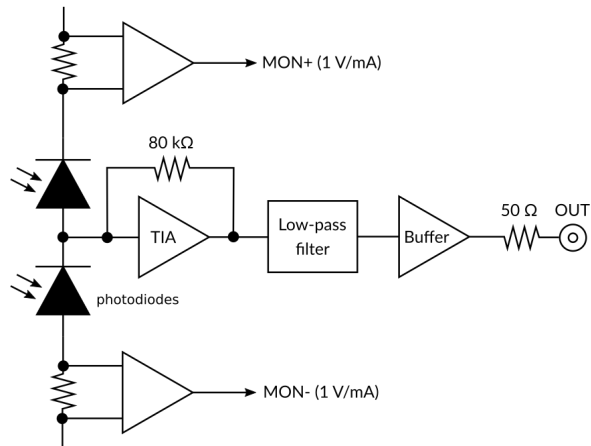 MON+ (1 V/mA)
80 kΩ
TIA
Low-pass
filter
Buffer
50 Ω
OUT
photodiodes
MON- (1 V/mA)